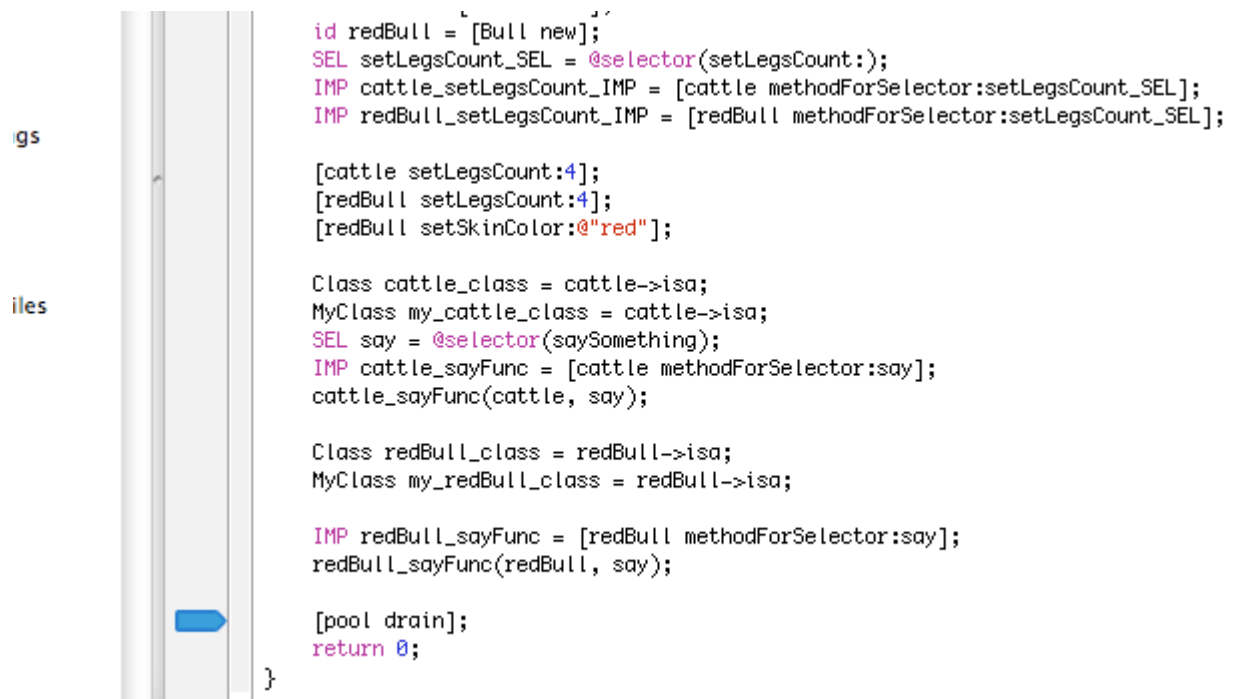 id redBull = [Bull new];
SEL setLegsCount_SEL = @selector(setLegsCount:);
IMP cattle_setLegsCount_IMP = [cattle methodForSelector:setLegsCount_SEL];
IMP redBull_setLegsCount_IMP = [redBull methodForSelector:setLegsCount_SEL];
gs
[cattle setLegsCount:4];
[redBull setLegsCount:4];
[redBull setSkinColor:@"red"];
Class cattle_class = cattle->isa;
iles
MyClass my_cattle_class = cattle->isa;
SEL say = @selector(saySomething);
IMP cattle_sayFunc = [cattle methodForSelector:say];
cattle_sayFunc(cattle, say);
Class redBull_class = redBull->isa;
MyClass my_redBull_class = redBull->isa;
IMP redBull_sayFunc = [redBull methodForSelector:say];
redBull_sayFunc(redBull, say);
[pool drain];
return 0;
}